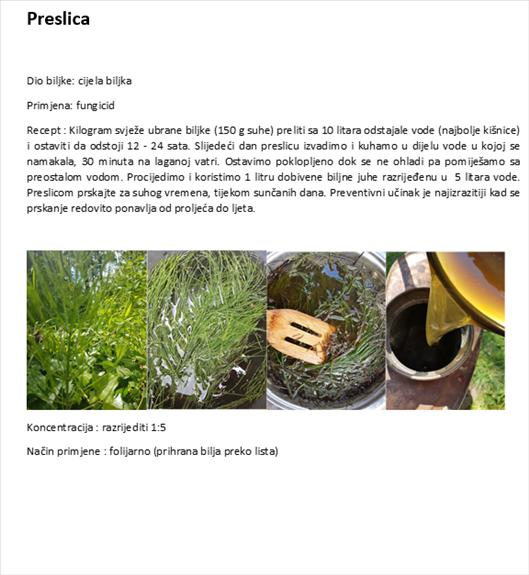 Preslica
Dio biljke: cijela biljka
Primjena: fungicid
Recept : Kilogram svježe ubrane biljke (150 g suhe) preliti sa 10 litara odstajale vode (najbolje kišnice)
i ostaviti da odstoji 12 - 24 sata. Slijedeći dan preslicu izvadimo i kuhamo u dijelu vode u kojoj se
namakala, 30 minuta na laganoj vatri. Ostavimo poklopljeno dok se ne ohladi pa pomiješamo sa
preostalom vodom. Procijedimo i koristimo 1 litru dobivene biljne juhe razrijeđenu u 5 litara vode.
Preslicom prskajte za suhog vremena, tijekom sunčanih dana. Preventivni učinak je najizrazitiji kad se
prskanje redovito ponavlja od proljeća do ljeta.
Koncentracija : razrijediti 1:5
Način primjene : folijarno (prihrana bilja preko lista)